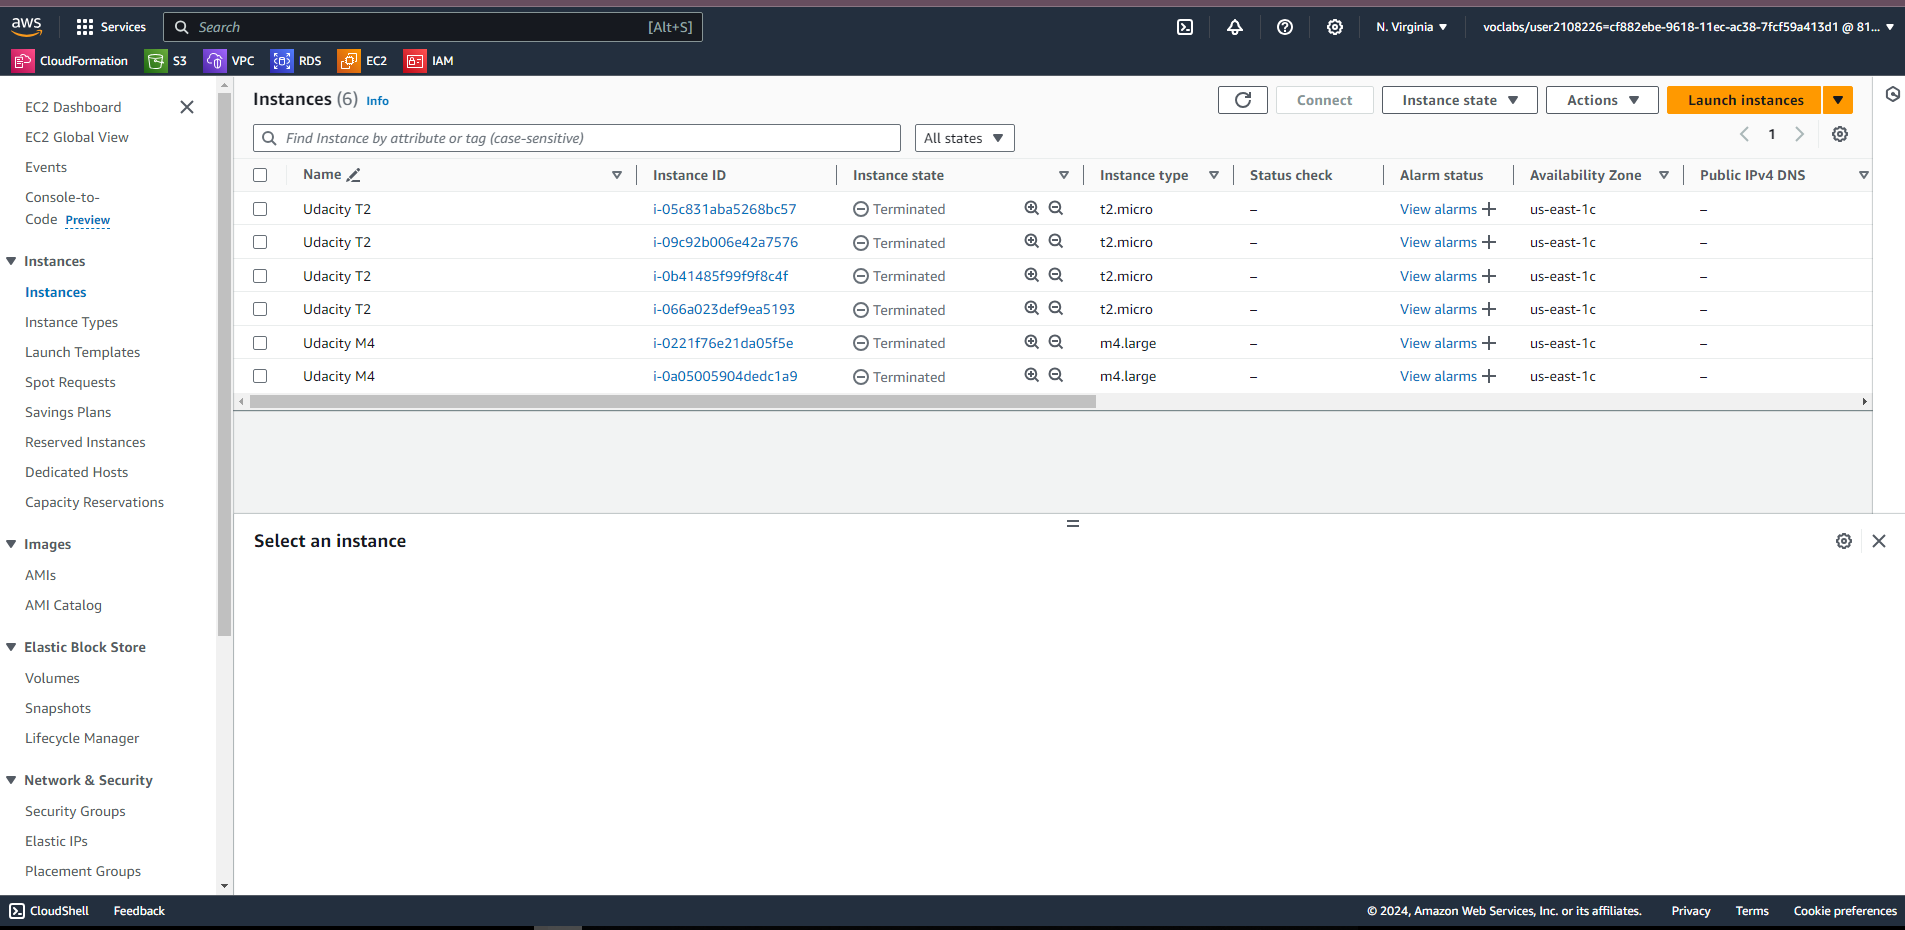 aws Services Search [Alt+S] N. Virginia voclabs/user2108226=cf882ebe-9618-11ec-ac38-7fcf59a413d1 @ 81...
CloudFormation S3 VPC RDS EC2 IAM
EC2 Dashboard
EC2 Global View
Events
Console-to-
Code Preview
Instances
Instances
Instance Types
Launch Templates
Spot Requests
Savings Plans
Reserved Instances
Dedicated Hosts
Capacity Reservations
Images
AMIs
AMI Catalog
Elastic Block Store
Volumes
Snapshots
Lifecycle Manager
Network & Security
Security Groups
Elastic IPs
Placement Groups
Instances (6) Info Connect Instance state Actions Launch instances
Find Instance by attribute or tag (case-sensitive) All states 1
Name Instance ID Instance state Instance type Status check Alarm status Availability Zone Public IPv4 DNS
Udacity T2 i-05c831aba5268bc57 Terminated t2.micro – View alarms + us-east-1c –
Udacity T2 i-09c92b006e42a7576 Terminated t2.micro – View alarms + us-east-1c –
Udacity T2 i-0b41485f99f9f8c4f Terminated t2.micro – View alarms + us-east-1c –
Udacity T2 i-066a023def9ea5193 Terminated t2.micro – View alarms + us-east-1c –
Udacity M4 i-0221f76e21da05f5e Terminated m4.large – View alarms + us-east-1c –
Udacity M4 i-0a05005904dedc1a9 Terminated m4.large – View alarms + us-east-1c –
Select an instance
CloudShell Feedback © 2024, Amazon Web Services, Inc. or its affiliates. Privacy Terms Cookie preferences